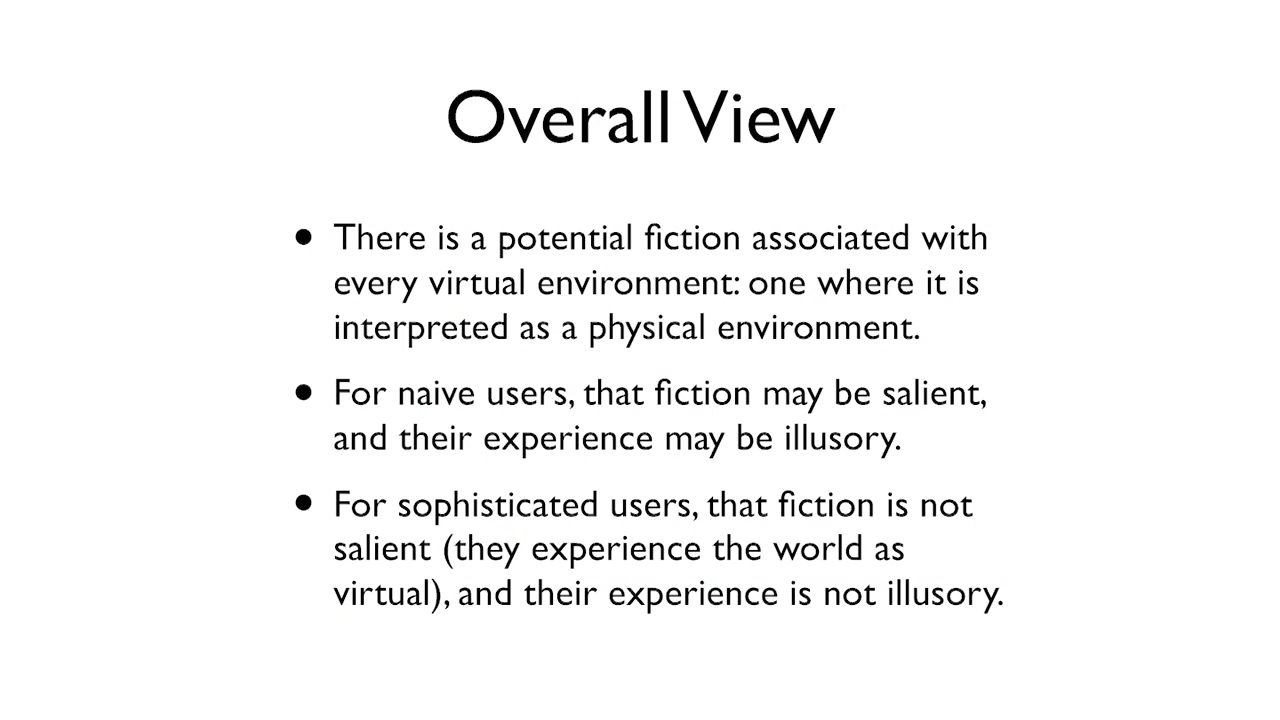 Overall View
• There is a potential fiction associated with
every virtual environment: one where it is
interpreted as a physical environment.
• For naive users, that fiction may be salient,
and their experience may be illusory.
• For sophisticated users, that fiction is not
salient (they experience the world as
virtual), and their experience is not illusory.